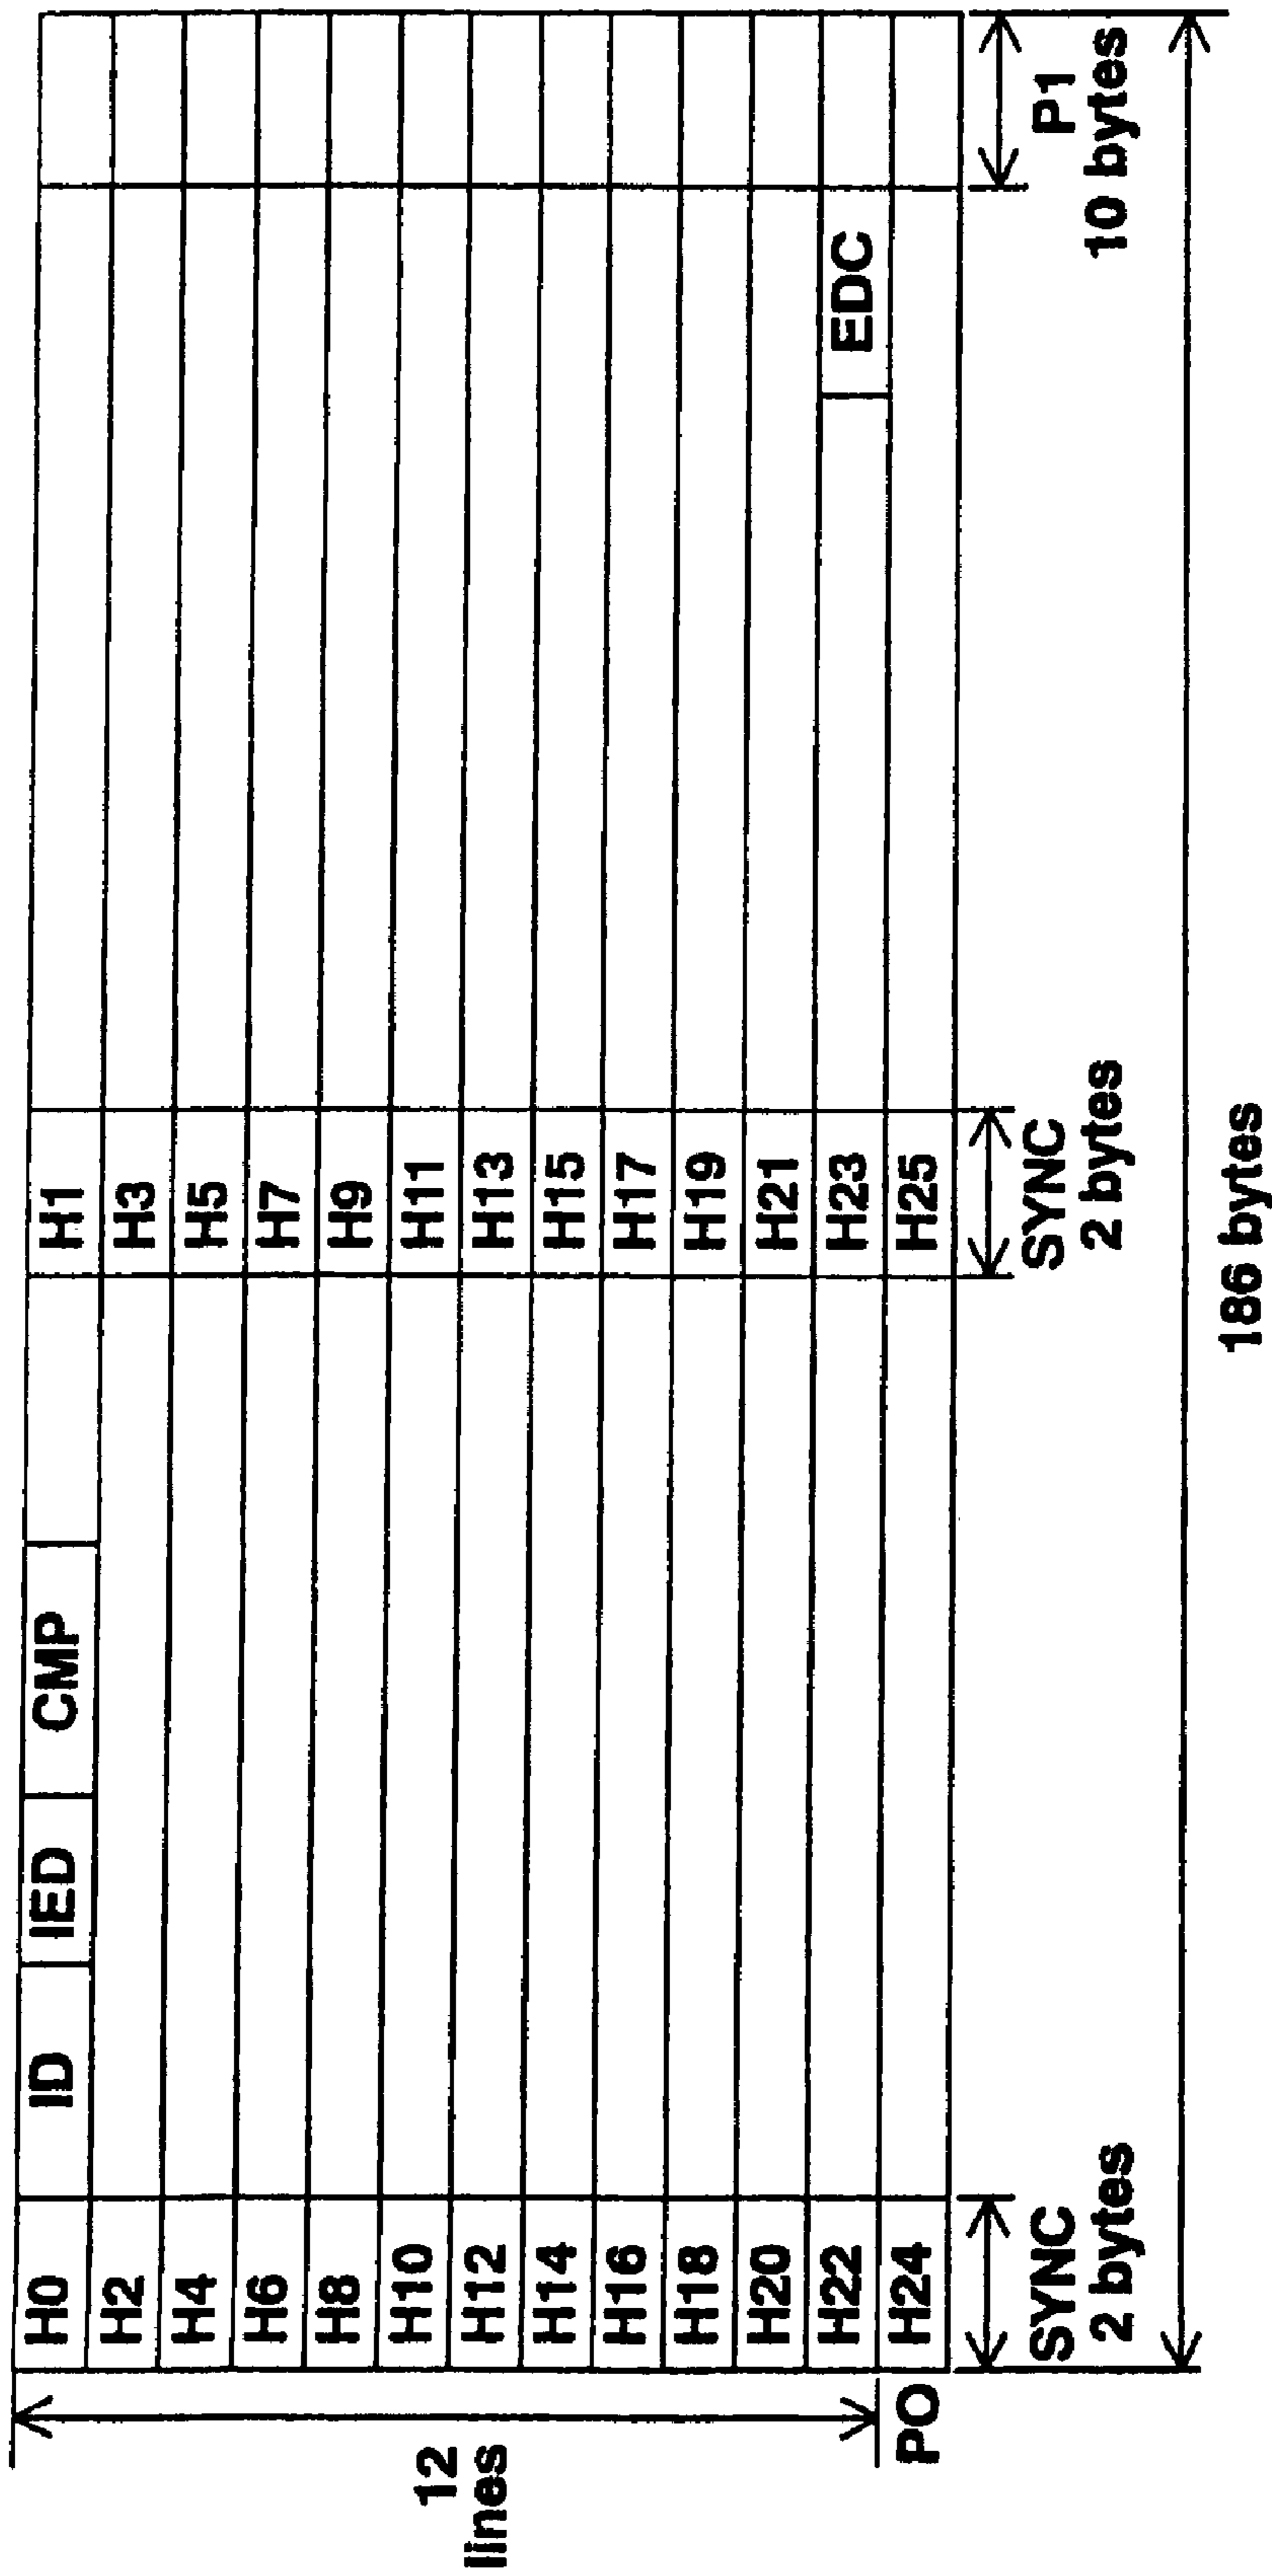 H0 ID IED CMP H1
H2 H3
H4 H5
H6 H7
H8 H9
H10 H11
H12 H13
H14 H15
H16 H17
H18 H19
H20 H21
H22 H23 EDC
H24 H25
12
lines
PO
SYNC
2 bytes
SYNC
2 bytes
P1
10 bytes
186 bytes